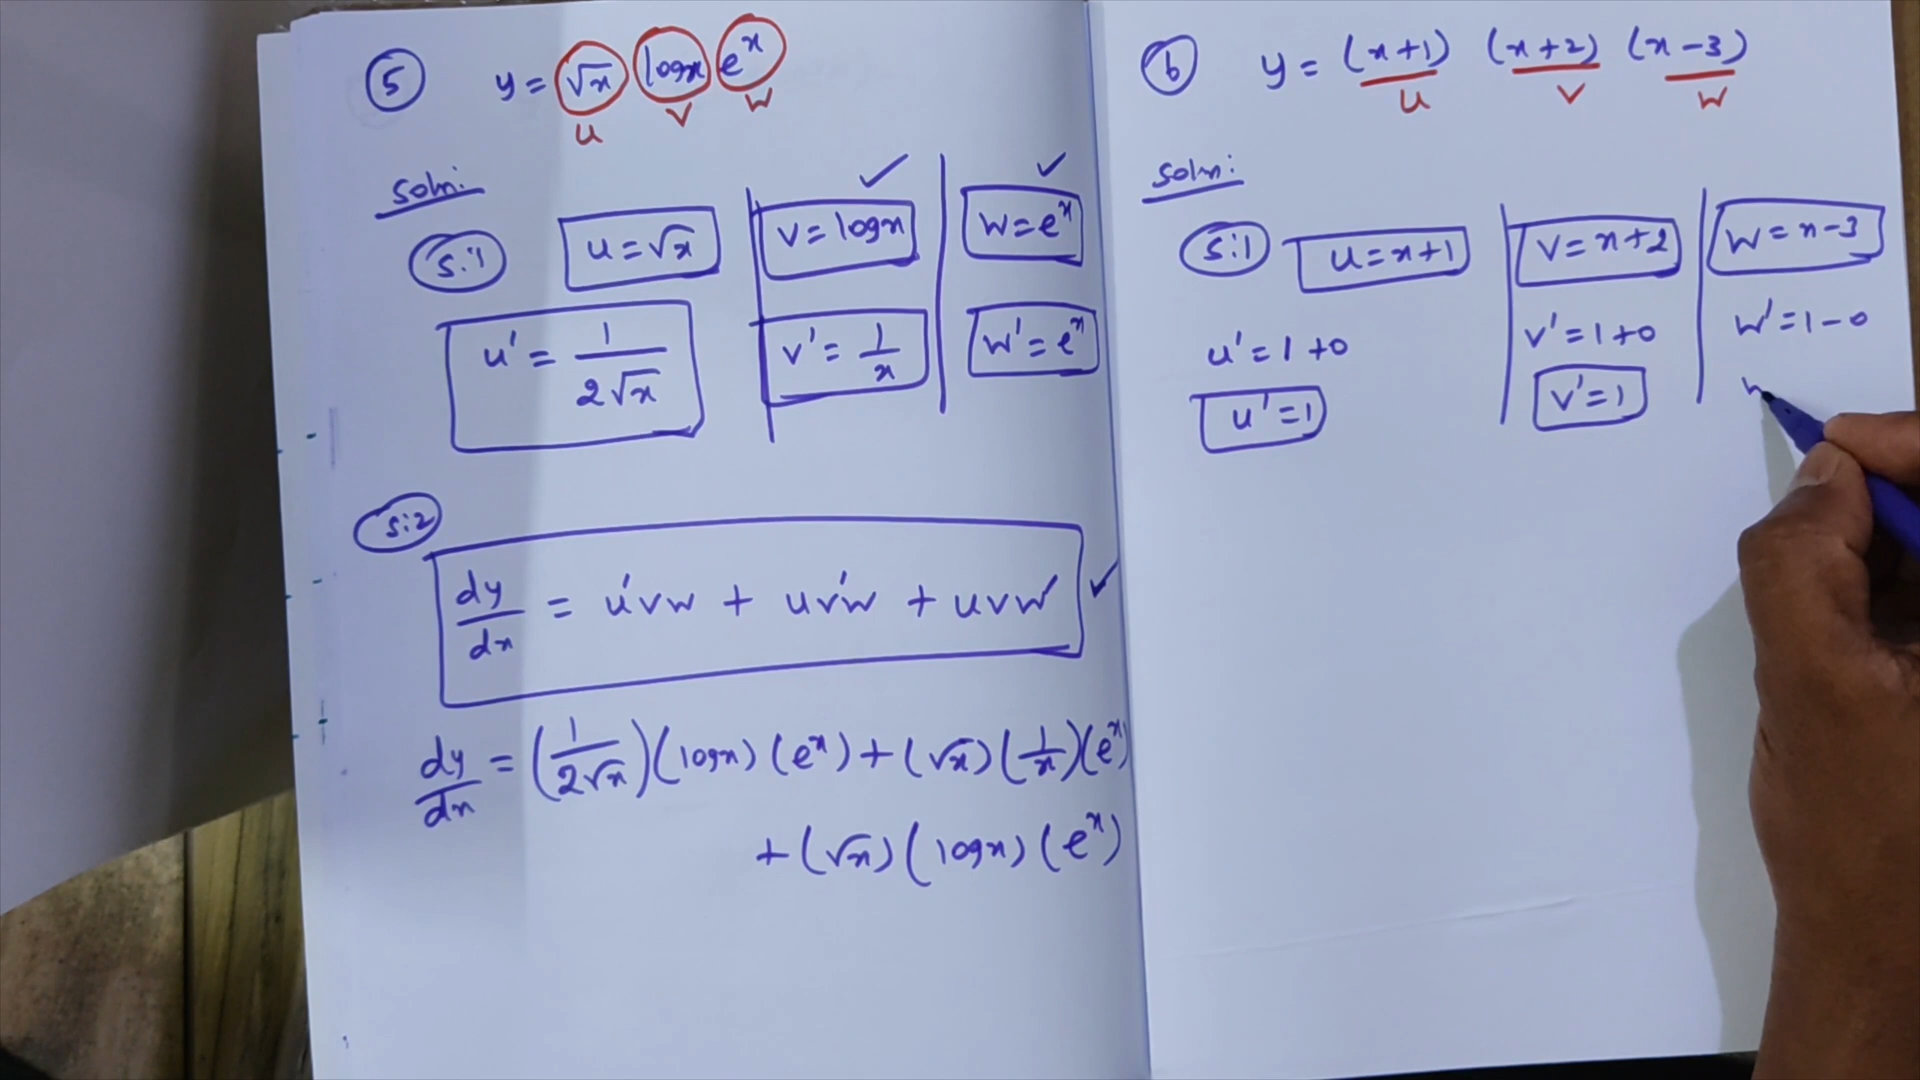 5 y = √x logx e^x
u v w
Soln:
S:1 u = √x v = logx w = e^x
u' = 1/(2√x) v' = 1/x w' = e^x
S:2
dy/dx = u'vw + uv'w + uvw'
dy/dx = (1/(2√x)) (logx) (e^x) + (√x) (1/x) (e^x)
+ (√x) (logx) (e^x)
6 y = (x+1) (x+2) (x-3)
u v w
Soln:
S:1 u = x+1 v = x+2 w = x-3
u' = 1+0 v' = 1+0 w' = 1-0
u' = 1 v' = 1